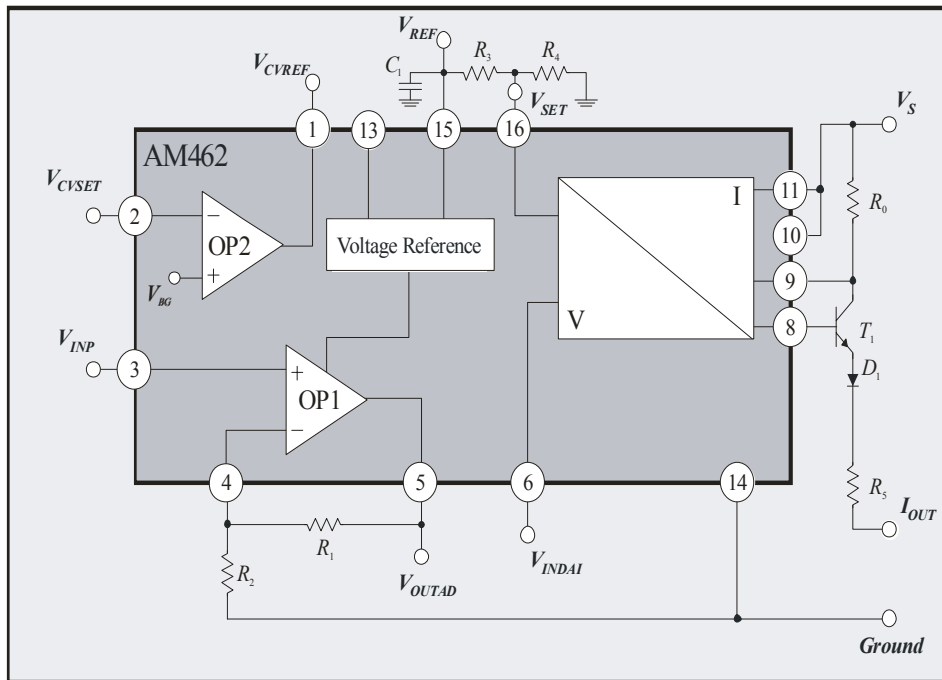 V_REF
R_3
R_4
C_1
V_CVREF
V_SET
V_S
1
13
15
16
AM462
V_CVSET
2
−
OP2
+
V_BG
Voltage Reference
I
11
R_0
10
9
V
8
T_1
D_1
V_INP
3
+
OP1
−
4
5
6
14
R_5
I_OUT
R_1
R_2
V_OUTAD
V_INDAI
Ground